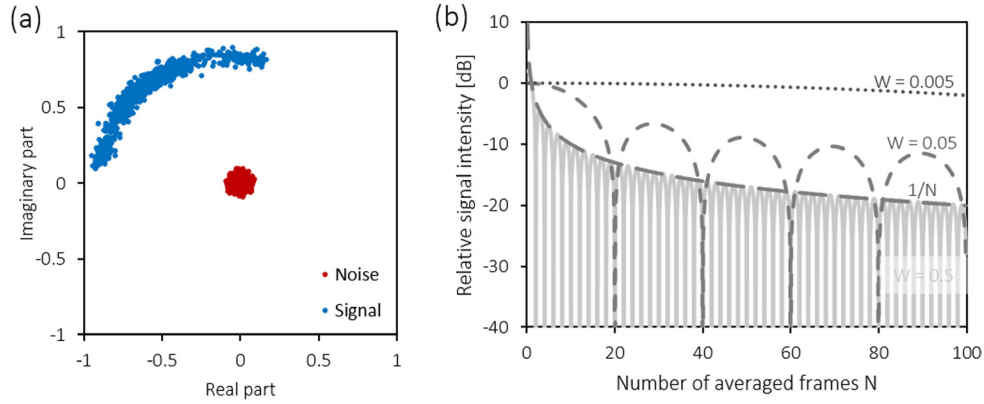 (a)
1
0.5
0
-0.5
-1
Imaginary part
-1
-0.5
0
0.5
1
Real part
Noise
Signal
(b)
10
0
-10
-20
-30
-40
Relative signal intensity [dB]
0
20
40
60
80
100
Number of averaged frames N
W = 0.005
W = 0.05
1/N
W = 0.5